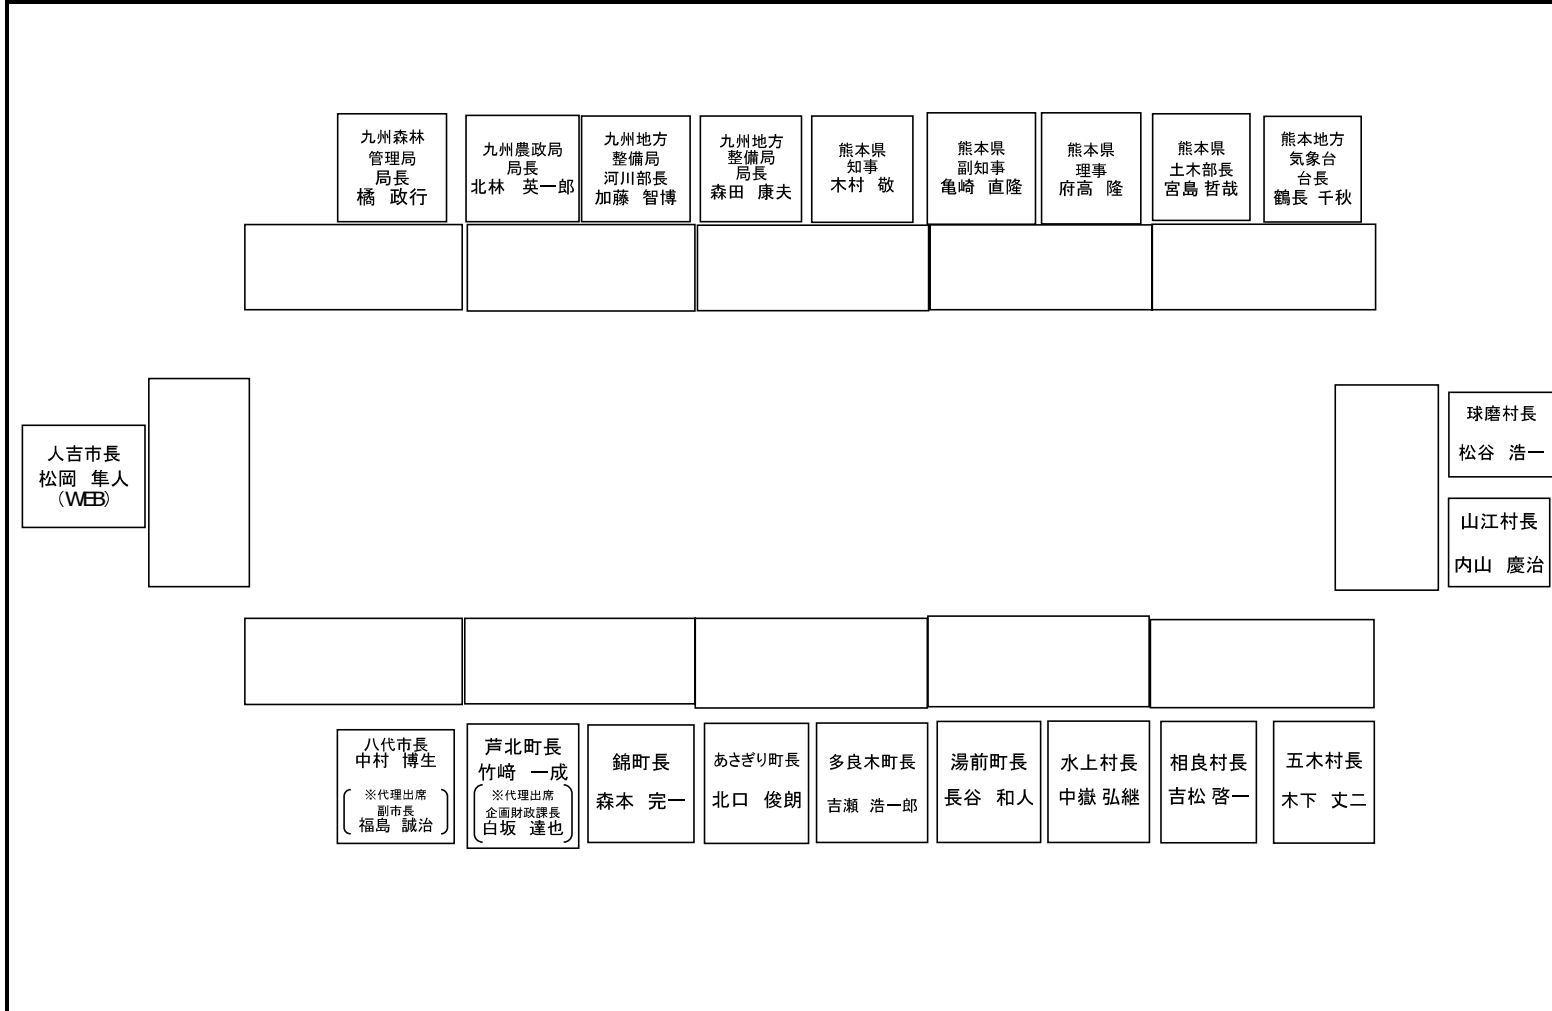 九州森林
管理局
局長
橘 政行
九州農政局
局長
北林 英一郎
九州地方
整備局
河川部長
加藤 智博
九州地方
整備局
局長
森田 康夫
熊本県
知事
木村 敬
熊本県
副知事
亀崎 直隆
熊本県
理事
府高 隆
熊本県
土木部長
宮島 哲哉
熊本地方
気象台
台長
鶴長 千秋
人吉市長
松岡 隼人
(WEB)
球磨村長
松谷 浩一
山江村長
内山 慶治
八代市長
中村 博生
※代理出席
副市長
福島 誠治
芦北町長
竹﨑 一成
※代理出席
企画財政課長
白坂 達也
錦町長
森本 完一
あさぎり町長
北口 俊朗
多良木町長
吉瀬 浩一郎
湯前町長
長谷 和人
水上村長
中嶽 弘継
相良村長
吉松 啓一
五木村長
木下 丈二